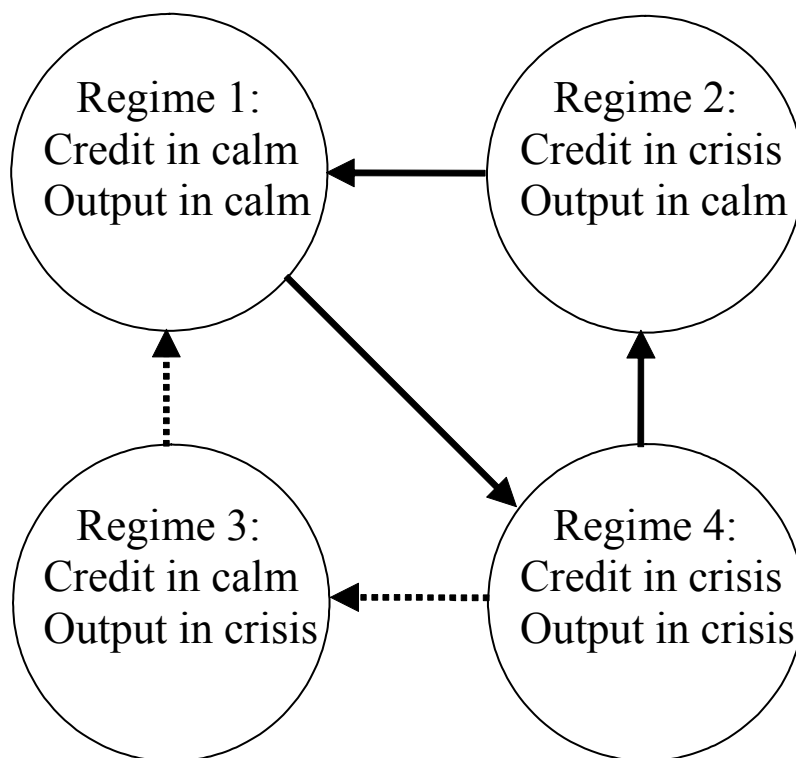 Regime 1:
Credit in calm
Output in calm
Regime 2:
Credit in crisis
Output in calm
Regime 3:
Credit in calm
Output in crisis
Regime 4:
Credit in crisis
Output in crisis